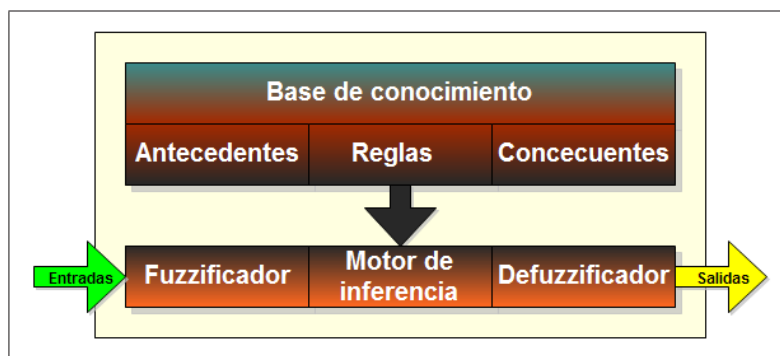 Base de conocimiento
Antecedentes Reglas Concecuentes
Entradas Fuzzificador Motor de inferencia Defuzzificador Salidas